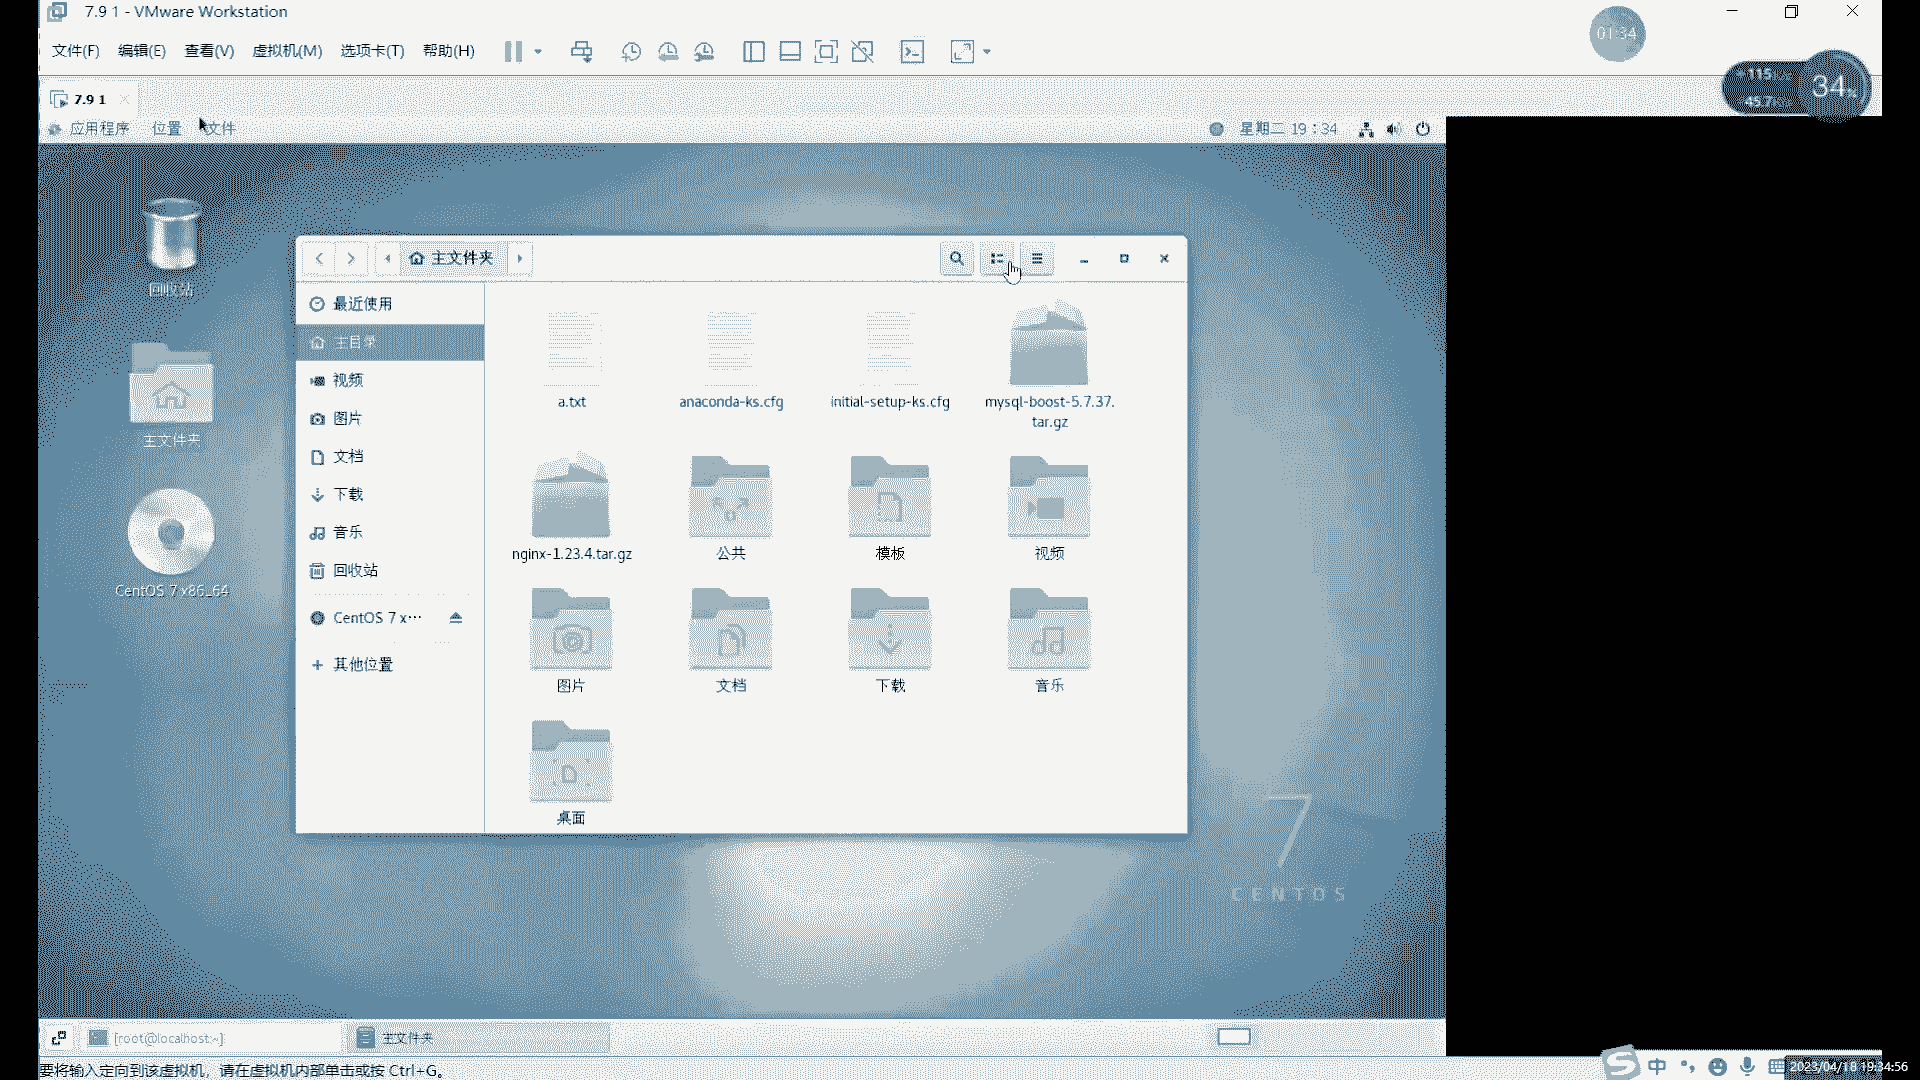 7.9 1 - VMware Workstation
01:34
文件(F) 编辑(E) 查看(V) 虚拟机(M) 选项卡(T) 帮助(H)
7.9 1
34%
应用程序 位置 文件
星期二 19：34
回收站
主文件夹
CentOS 7 x86_64
主文件夹
最近使用
主目录
视频
图片
文档
下载
音乐
回收站
CentOS 7 x···
其他位置
a.txt
anaconda-ks.cfg
initial-setup-ks.cfg
mysql-boost-5.7.37.
tar.gz
nginx-1.23.4.tar.gz
公共
模板
视频
图片
文档
下载
音乐
桌面
7
CENTOS
[root@localhost:~]
主文件夹
要将输入定向到该虚拟机，请在虚拟机内部单击或按 Ctrl+G。
中
2023/04/18 19:34:56